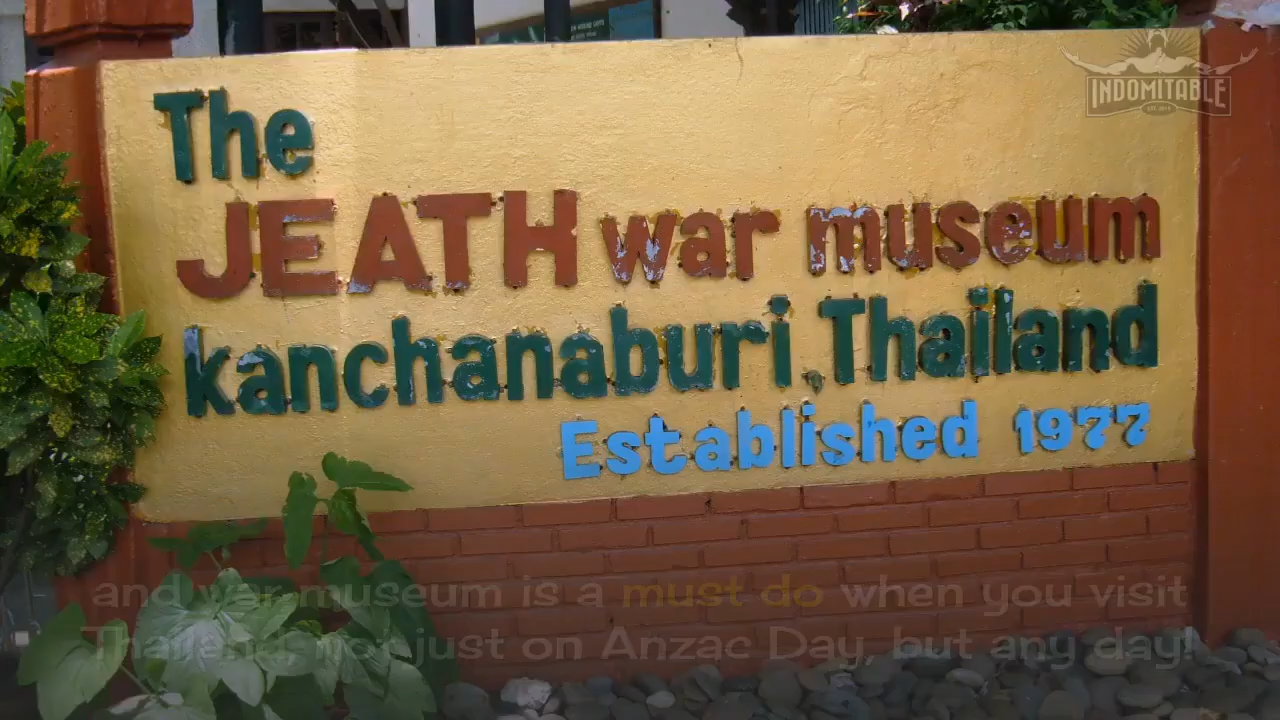 INDOMITABLE
The
JEATH war museum
kanchanaburi Thailand
Established 1977
and war museum is a must do when you visit
Thailand, not just on Anzac Day, but any day!